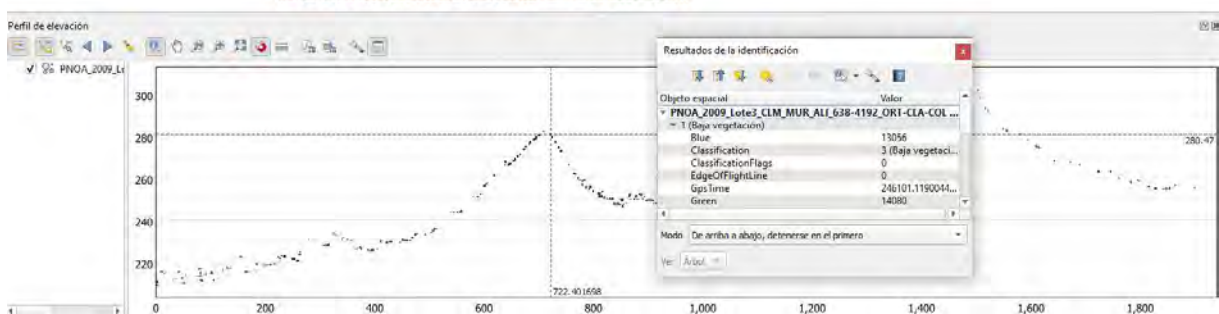 Perfil de elevación
PNOA_2009_Lo
300
280
260
240
220
280.47
722.401698
0 200 400 600 800 1,000 1,200 1,400 1,600 1,800
Resultados de la identificación
Objeto espacial Valor
PNOA_2009_Lote3_CLM_MUR_ALI_638-4192_ORT-CLA-COL ...
1 (Baja vegetación)
Blue 13056
Classification 3 (Baja vegetaci...
ClassificationFlags 0
EdgeOfFlightLine 0
GpsTime 246101.1190044...
Green 14080
Modo De arriba a abajo, detenerse en el primero
Ver Árbol